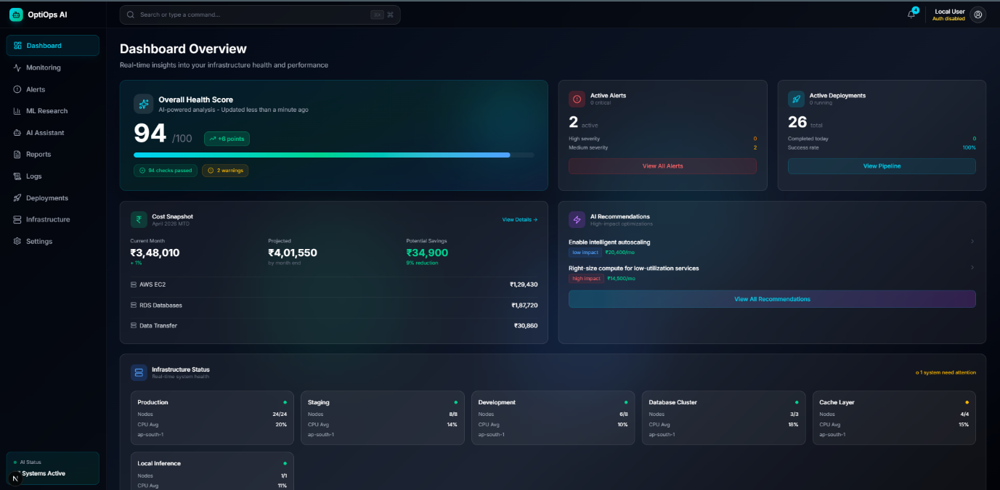 OptiOps AI
Search or type a command...
⌘K ⌘
4
Local User
Auth disabled
Dashboard
Monitoring
Alerts
ML Research
AI Assistant
Reports
Logs
Deployments
Infrastructure
Settings
AI Status
Systems Active
N
Dashboard Overview
Real-time insights into your infrastructure health and performance
Overall Health Score
AI-powered analysis - Updated less than a minute ago
94 /100
+6 points
94 checks passed
2 warnings
Active Alerts
0 critical
2 active
High severity 0
Medium severity 2
View All Alerts
Active Deployments
0 running
26 total
Completed today 0
Success rate 100%
View Pipeline
₹
Cost Snapshot
April 2026 MTD
View Details →
Current Month
₹3,48,010
+ 1%
Projected
₹4,01,550
by month end
Potential Savings
₹34,900
9% reduction
AWS EC2 ₹1,29,430
RDS Databases ₹1,87,720
Data Transfer ₹30,860
AI Recommendations
High-impact optimizations
Enable intelligent autoscaling
low impact ₹20,400/mo
Right-size compute for low-utilization services
high impact ₹14,500/mo
View All Recommendations
Infrastructure Status
Real-time system health
o 1 system need attention
Production
Nodes 24/24
CPU Avg 20%
ap-south-1
Staging
Nodes 8/8
CPU Avg 14%
ap-south-1
Development
Nodes 6/8
CPU Avg 10%
ap-south-1
Database Cluster
Nodes 3/3
CPU Avg 18%
ap-south-1
Cache Layer
Nodes 4/4
CPU Avg 15%
ap-south-1
Local Inference
Nodes 1/1
CPU Avg 11%